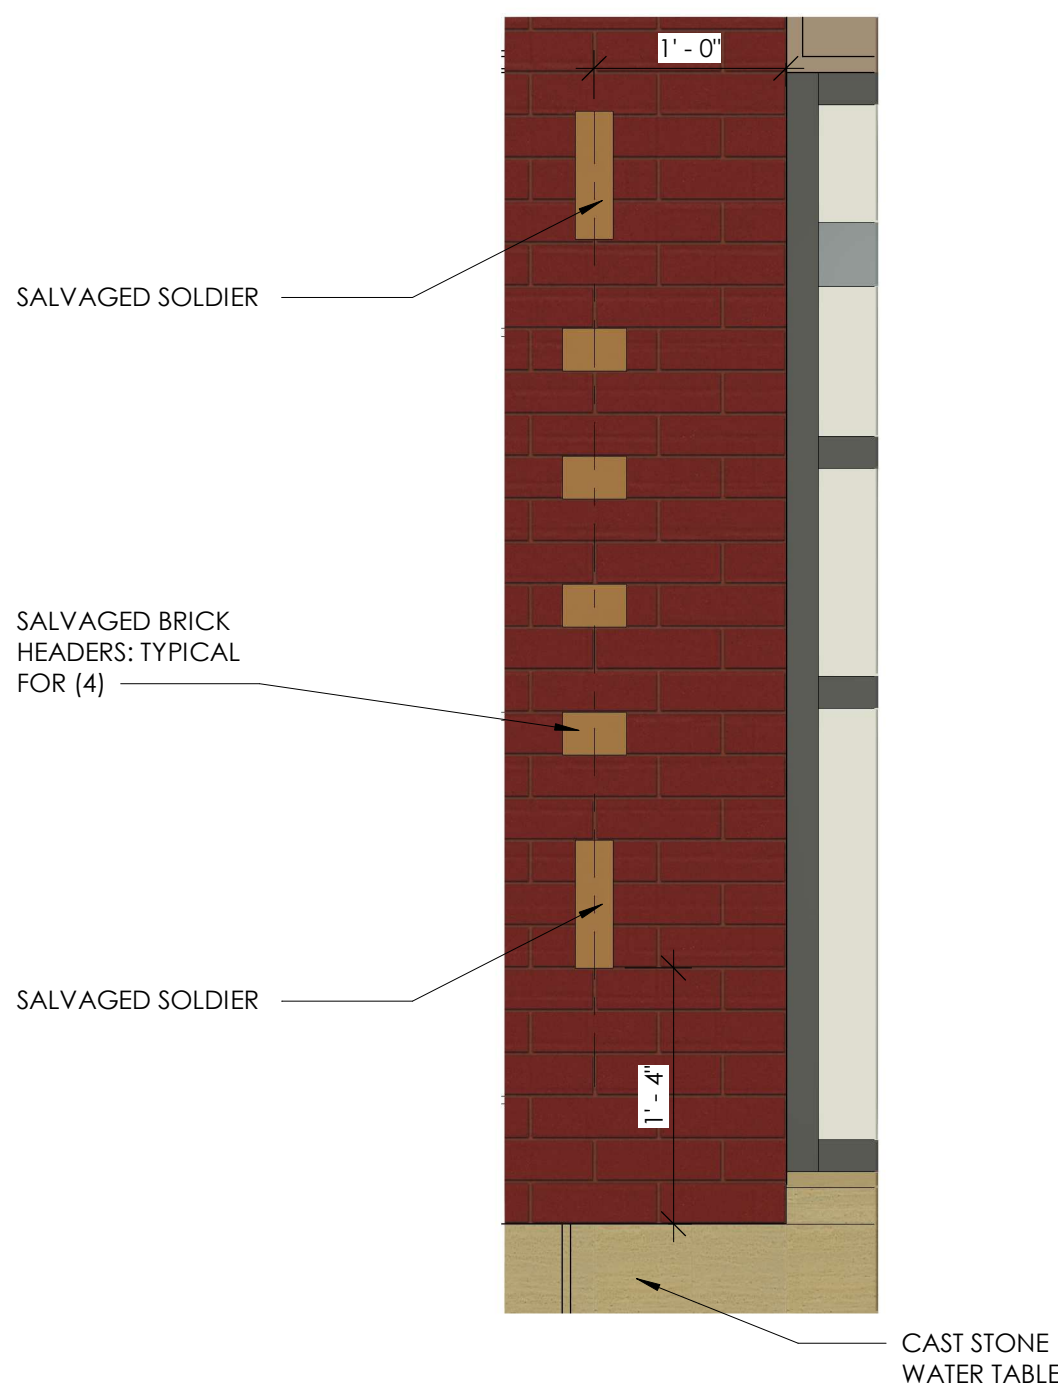 1' - 0"
SALVAGED SOLDIER
SALVAGED BRICK
HEADERS: TYPICAL
FOR (4)
SALVAGED SOLDIER
1' - 4"
CAST STONE
WATER TABLE